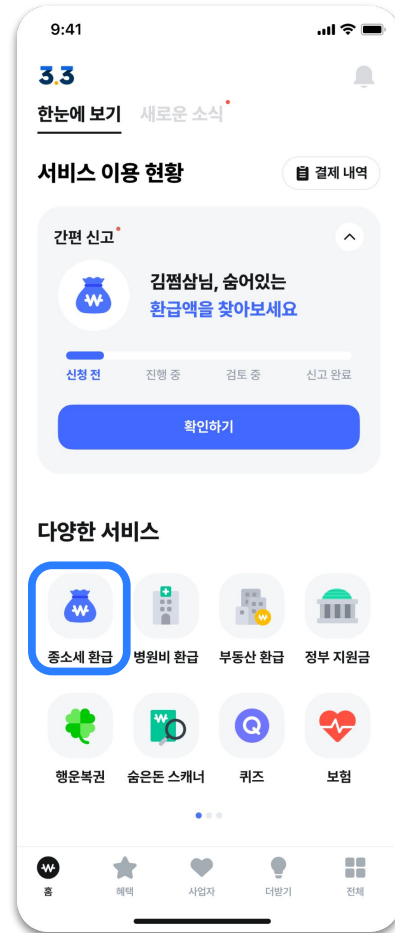 9:41
3.3
한눈에 보기 새로운 소식
서비스 이용 현황 결제 내역
간편 신고
김쩜삼님, 숨어있는
환급액을 찾아보세요
신청 전 진행 중 검토 중 신고 완료
확인하기
다양한 서비스
₩
종소세 환급 병원비 환급 부동산 환급 정부 지원금
행운복권 숨은돈 스캐너 퀴즈 보험
홈 혜택 사업자 더받기 전체